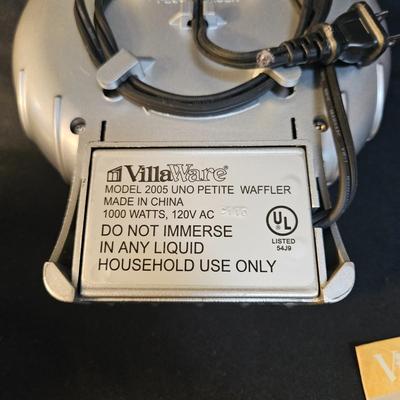 VillaWare®
MODEL 2005 UNO PETITE WAFFLER
MADE IN CHINA
1000 WATTS, 120V AC
DO NOT IMMERSE
IN ANY LIQUID
HOUSEHOLD USE ONLY
UL
LISTED
54J9